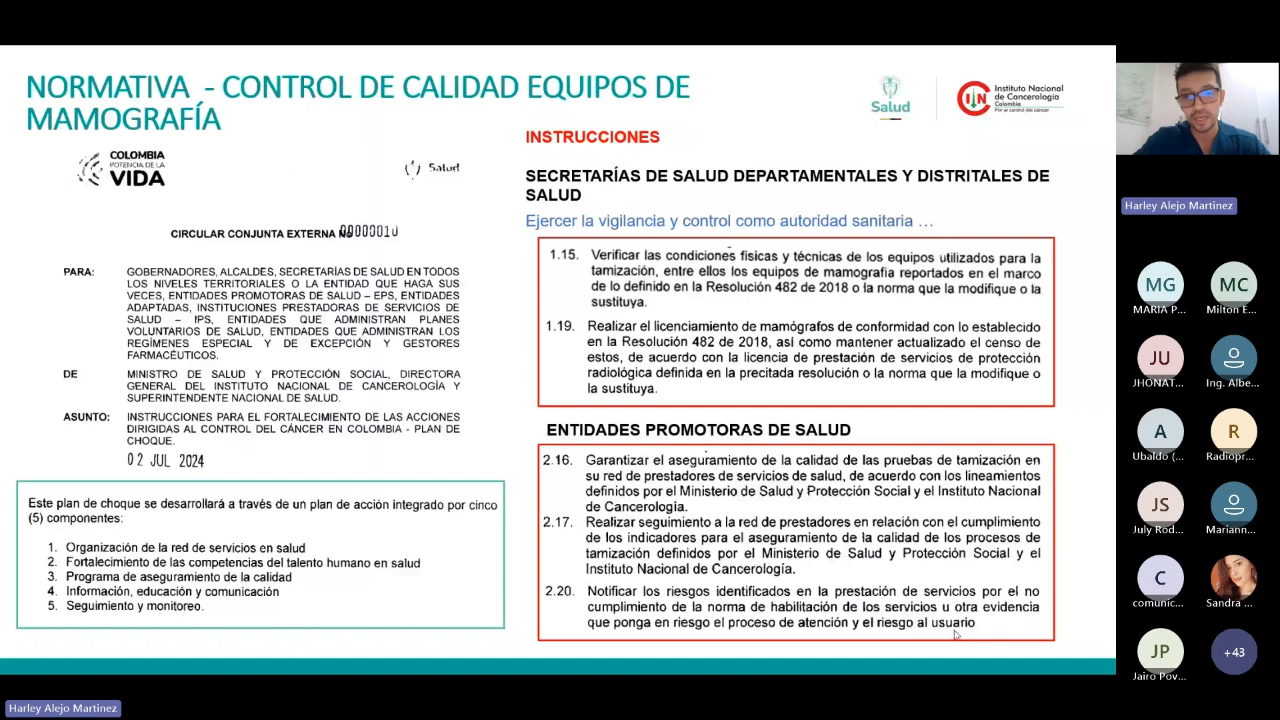 NORMATIVA - CONTROL DE CALIDAD EQUIPOS DE
MAMOGRAFÍA
Salud
Instituto Nacional
de Cancerología
Colombia
Por el control del cáncer
COLOMBIA
POTENCIA DE LA
VIDA
Salud
CIRCULAR CONJUNTA EXTERNA
PARA: GOBERNADORES, ALCALDES, SECRETARÍAS DE SALUD EN TODOS
LOS NIVELES TERRITORIALES O LA ENTIDAD QUE HAGA SUS
VECES, ENTIDADES PROMOTORAS DE SALUD – EPS, ENTIDADES
ADAPTADAS, INSTITUCIONES PRESTADORAS DE SERVICIOS DE
SALUD – IPS, ENTIDADES QUE ADMINISTRAN PLANES
VOLUNTARIOS DE SALUD, ENTIDADES QUE ADMINISTRAN LOS
REGÍMENES ESPECIAL Y DE EXCEPCIÓN Y GESTORES
FARMACÉUTICOS.
DE MINISTRO DE SALUD Y PROTECCIÓN SOCIAL, DIRECTORA
GENERAL DEL INSTITUTO NACIONAL DE CANCEROLOGÍA Y
SUPERINTENDENTE NACIONAL DE SALUD.
ASUNTO: INSTRUCCIONES PARA EL FORTALECIMIENTO DE LAS ACCIONES
DIRIGIDAS AL CONTROL DEL CÁNCER EN COLOMBIA - PLAN DE
CHOQUE.
02 JUL 2024
Este plan de choque se desarrollará a través de un plan de acción integrado por cinco
(5) componentes:
1. Organización de la red de servicios en salud
2. Fortalecimiento de las competencias del talento humano en salud
3. Programa de aseguramiento de la calidad
4. Información, educación y comunicación
5. Seguimiento y monitoreo.
INSTRUCCIONES
SECRETARÍAS DE SALUD DEPARTAMENTALES Y DISTRITALES DE
SALUD
Ejercer la vigilancia y control como autoridad sanitaria …
1.15. Verificar las condiciones físicas y técnicas de los equipos utilizados para la
tamización, entre ellos los equipos de mamografía reportados en el marco
de lo definido en la Resolución 482 de 2018 o la norma que la modifique o la
sustituya.
1.19. Realizar el licenciamiento de mamógrafos de conformidad con lo establecido
en la Resolución 482 de 2018, así como mantener actualizado el censo de
estos, de acuerdo con la licencia de prestación de servicios de protección
radiológica definida en la precitada resolución o la norma que la modifique o
la sustituya.
ENTIDADES PROMOTORAS DE SALUD
2.16. Garantizar el aseguramiento de la calidad de las pruebas de tamización en
su red de prestadores de servicios de salud, de acuerdo con los lineamientos
definidos por el Ministerio de Salud y Protección Social y el Instituto Nacional
de Cancerología.
2.17. Realizar seguimiento a la red de prestadores en relación con el cumplimiento
de los indicadores para el aseguramiento de la calidad de los procesos de
tamización definidos por el Ministerio de Salud y Protección Social y el
Instituto Nacional de Cancerología.
2.20. Notificar los riesgos identificados en la prestación de servicios por el no
cumplimiento de la norma de habilitación de los servicios u otra evidencia
que ponga en riesgo el proceso de atención y el riesgo al usuario
Harley Alejo Martinez
MG
MARIA P...
MC
Milton E...
JU
JHONAT...
Ing. Albe...
A
Ubaldo (...
R
Radiopr...
JS
July Rod...
Mariann...
C
comunic...
Sandra ...
JP
Jairo Pov...
+43
Harley Alejo Martinez